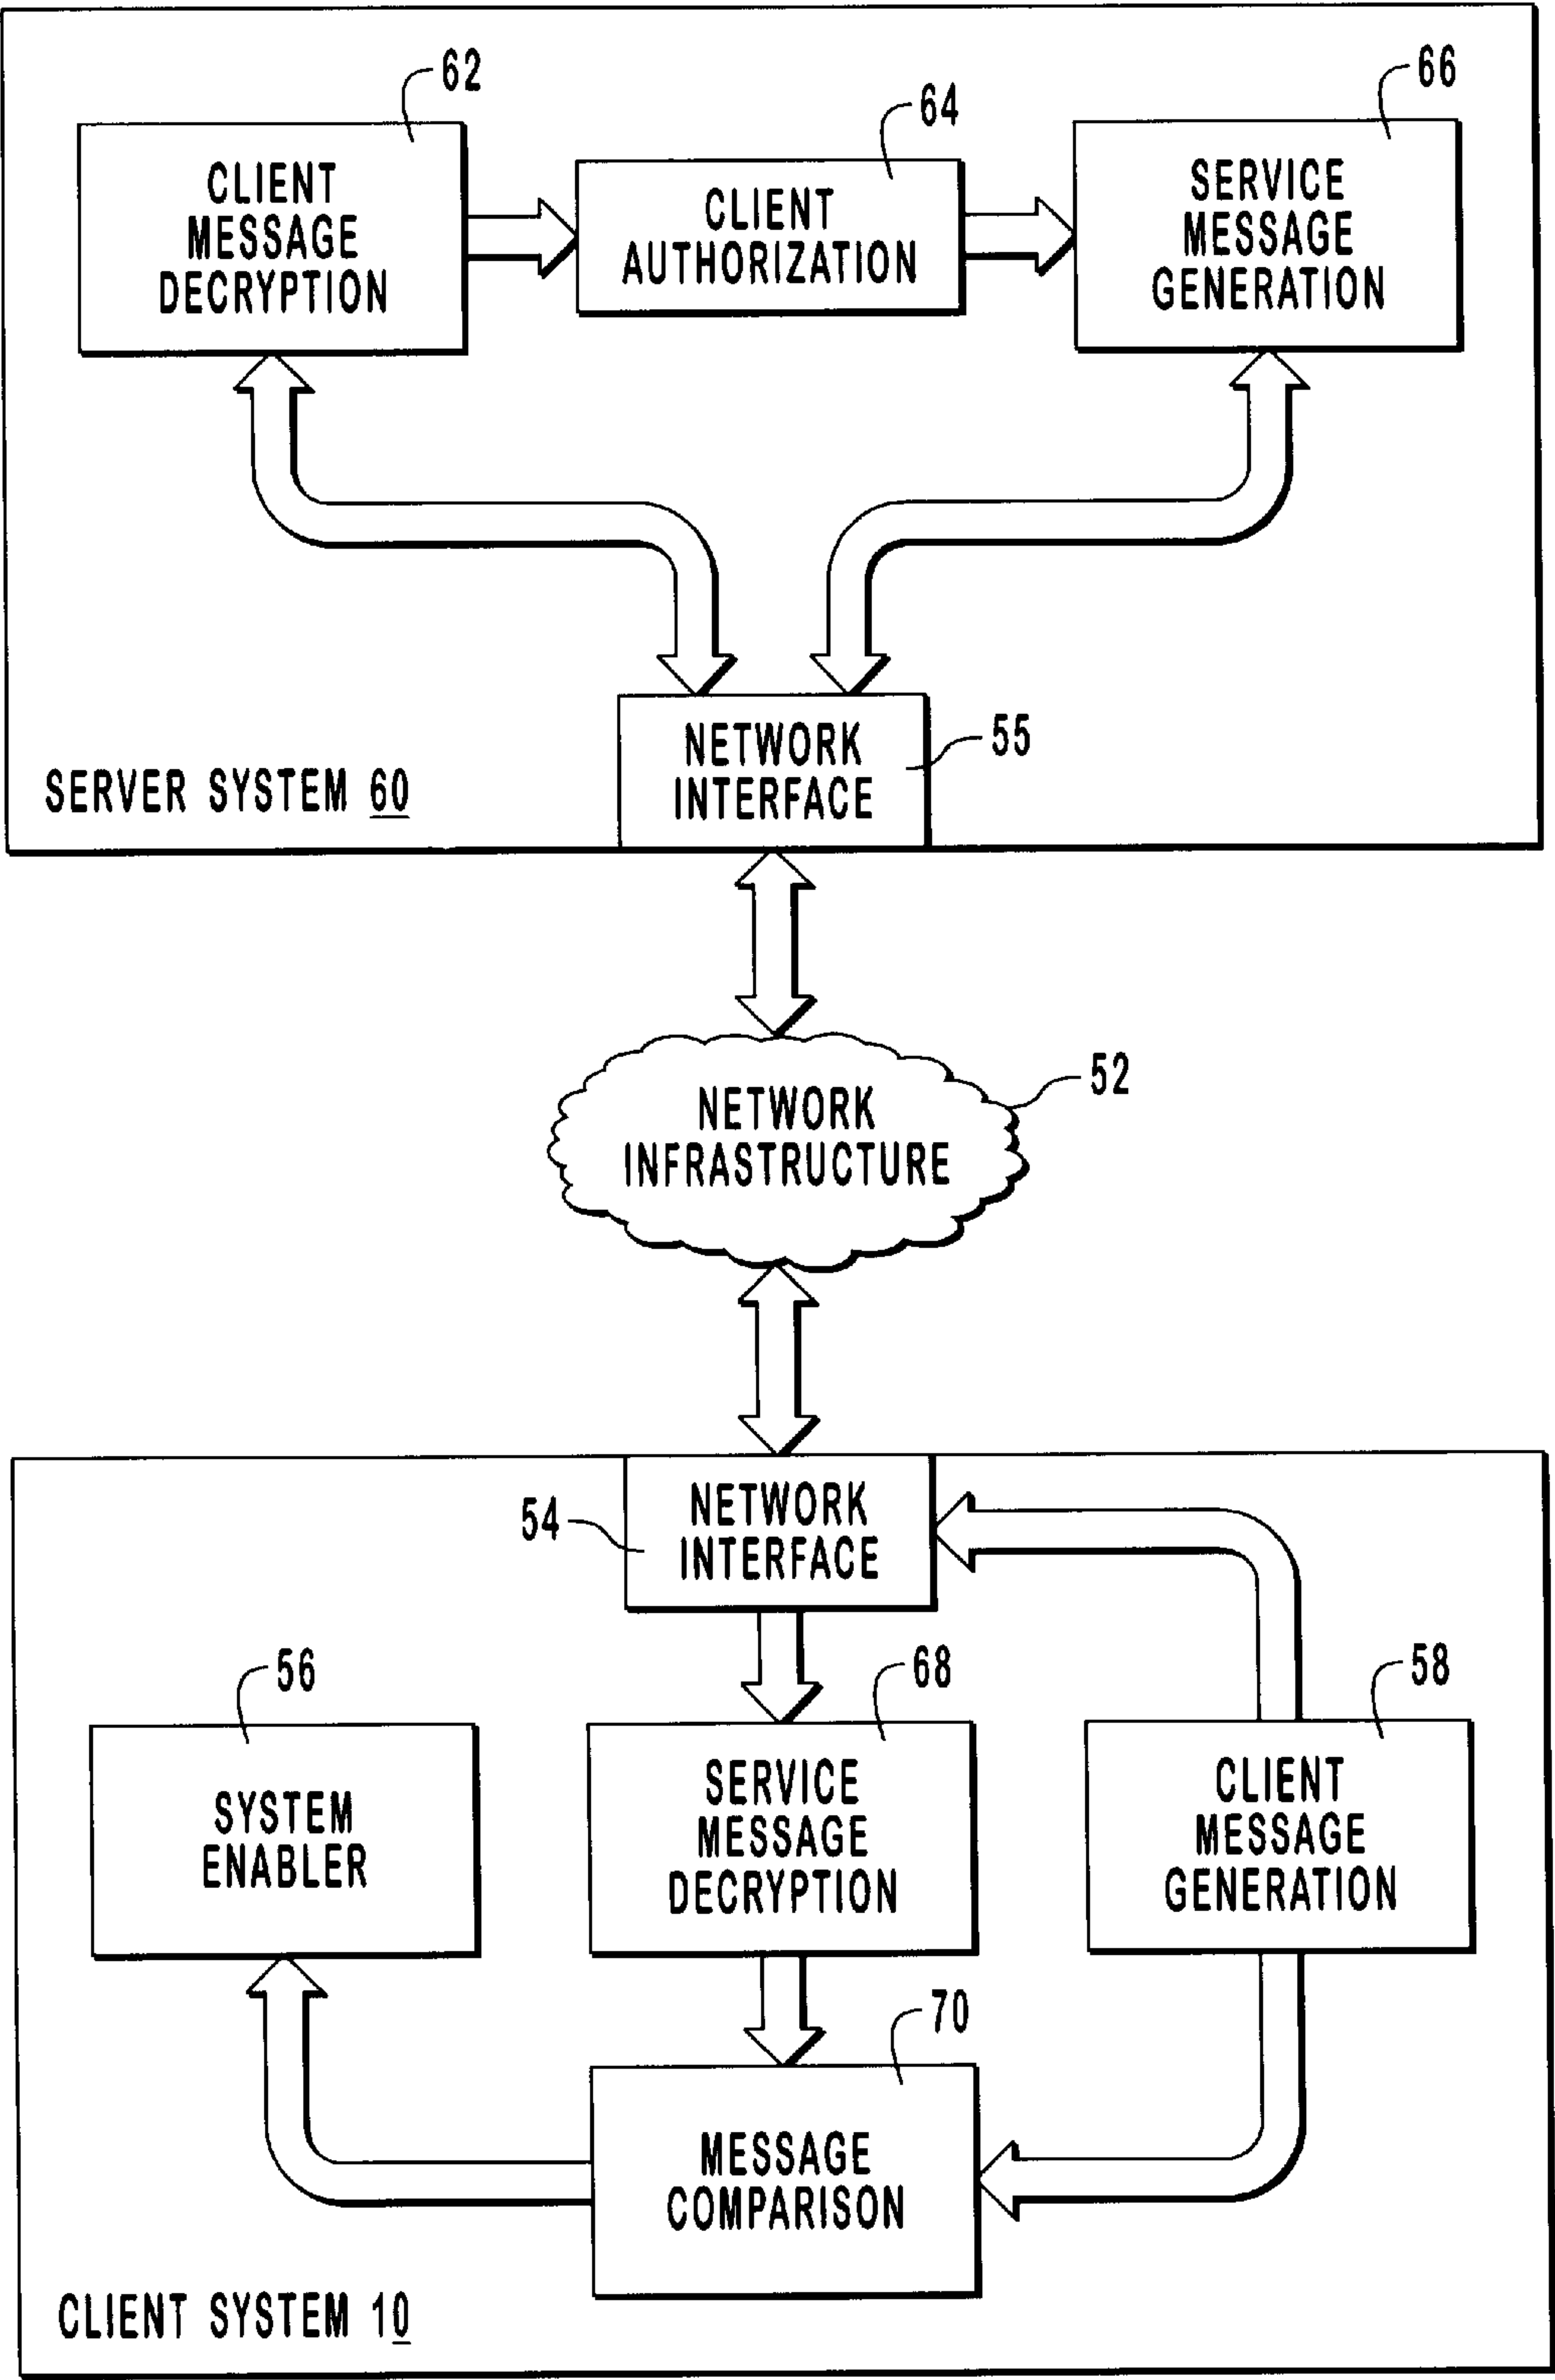 62
64
66
CLIENT
MESSAGE
DECRYPTION
CLIENT
AUTHORIZATION
SERVICE
MESSAGE
GENERATION
NETWORK
INTERFACE
55
SERVER SYSTEM 60
NETWORK
INFRASTRUCTURE
52
NETWORK
INTERFACE
54
56
68
58
SYSTEM
ENABLER
SERVICE
MESSAGE
DECRYPTION
CLIENT
MESSAGE
GENERATION
70
MESSAGE
COMPARISON
CLIENT SYSTEM 10